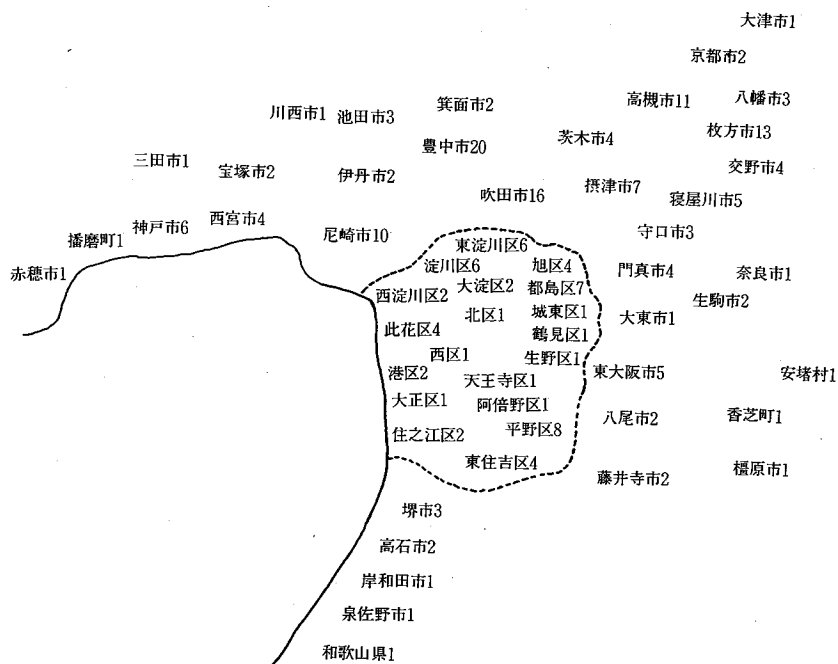 大津市1
京都市2
高槻市11
八幡市3
川西市1
池田市3
箕面市2
茨木市4
枚方市13
豊中市20
三田市1
宝塚市2
伊丹市2
交野市4
吹田市16
摂津市7
寝屋川市5
播磨町1
神戸市6
西宮市4
尼崎市10
守口市3
赤穂市1
東淀川区6
淀川区6
旭区4
門真市4
奈良市1
西淀川区2
大淀区2
都島区7
生駒市2
此花区4
北区1
城東区1
大東市1
鶴見区1
西区1
生野区1
港区2
天王寺区1
東大阪市5
安堵村1
大正区1
阿倍野区1
八尾市2
香芝町1
住之江区2
平野区8
東住吉区4
藤井寺市2
橿原市1
堺市3
高石市2
岸和田市1
泉佐野市1
和歌山県1